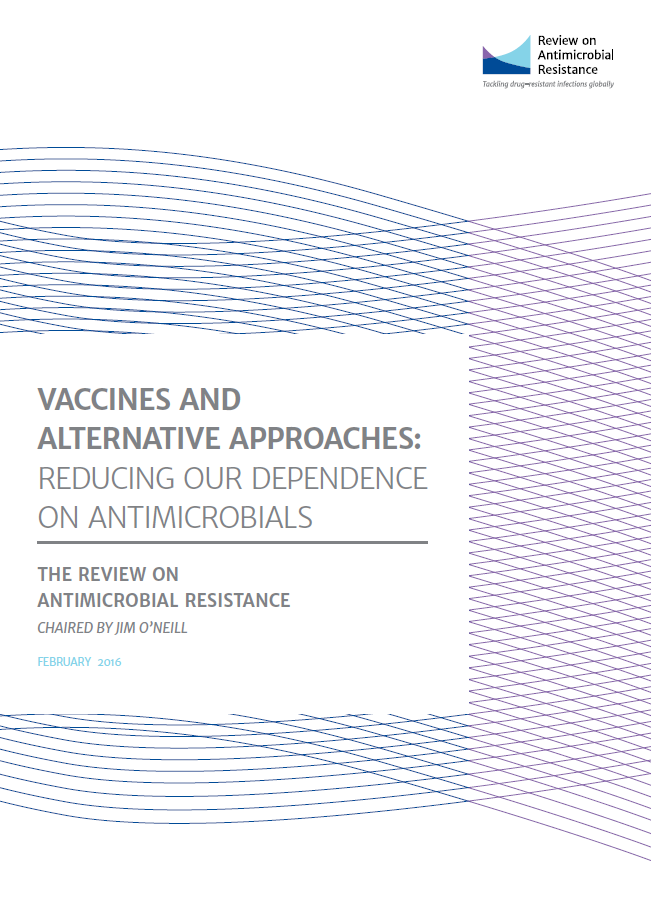 Review on
Antimicrobial
Resistance
Tackling drug-resistant infections globally
VACCINES AND
ALTERNATIVE APPROACHES:
REDUCING OUR DEPENDENCE
ON ANTIMICROBIALS
THE REVIEW ON
ANTIMICROBIAL RESISTANCE
CHAIRED BY JIM O’NEILL
FEBRUARY 2016